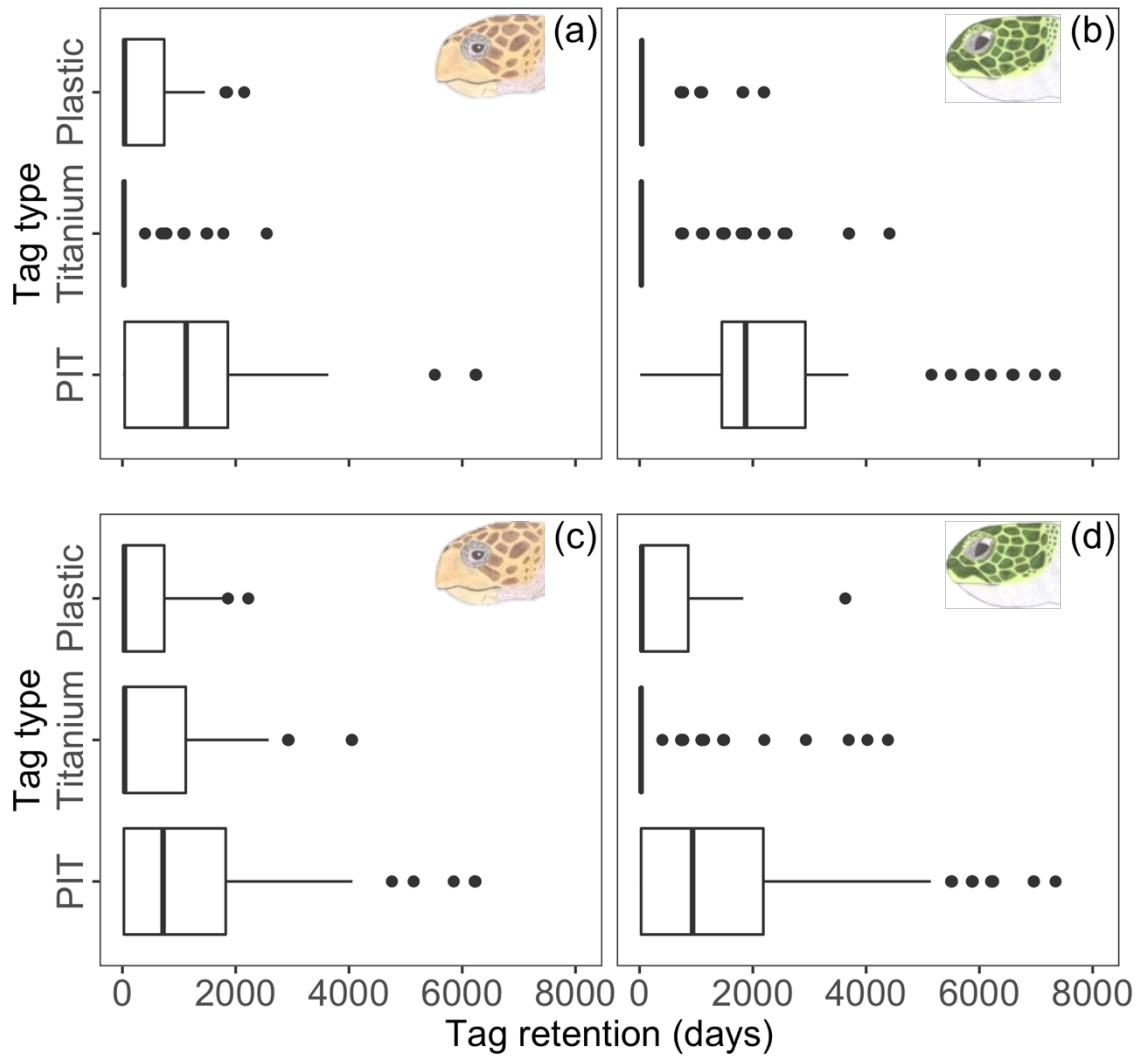 (a)
(b)
Plastic
Titanium
PIT
Tag type
(c)
(d)
Plastic
Titanium
PIT
Tag type
0 2000 4000 6000 8000 0 2000 4000 6000 8000
Tag retention (days)